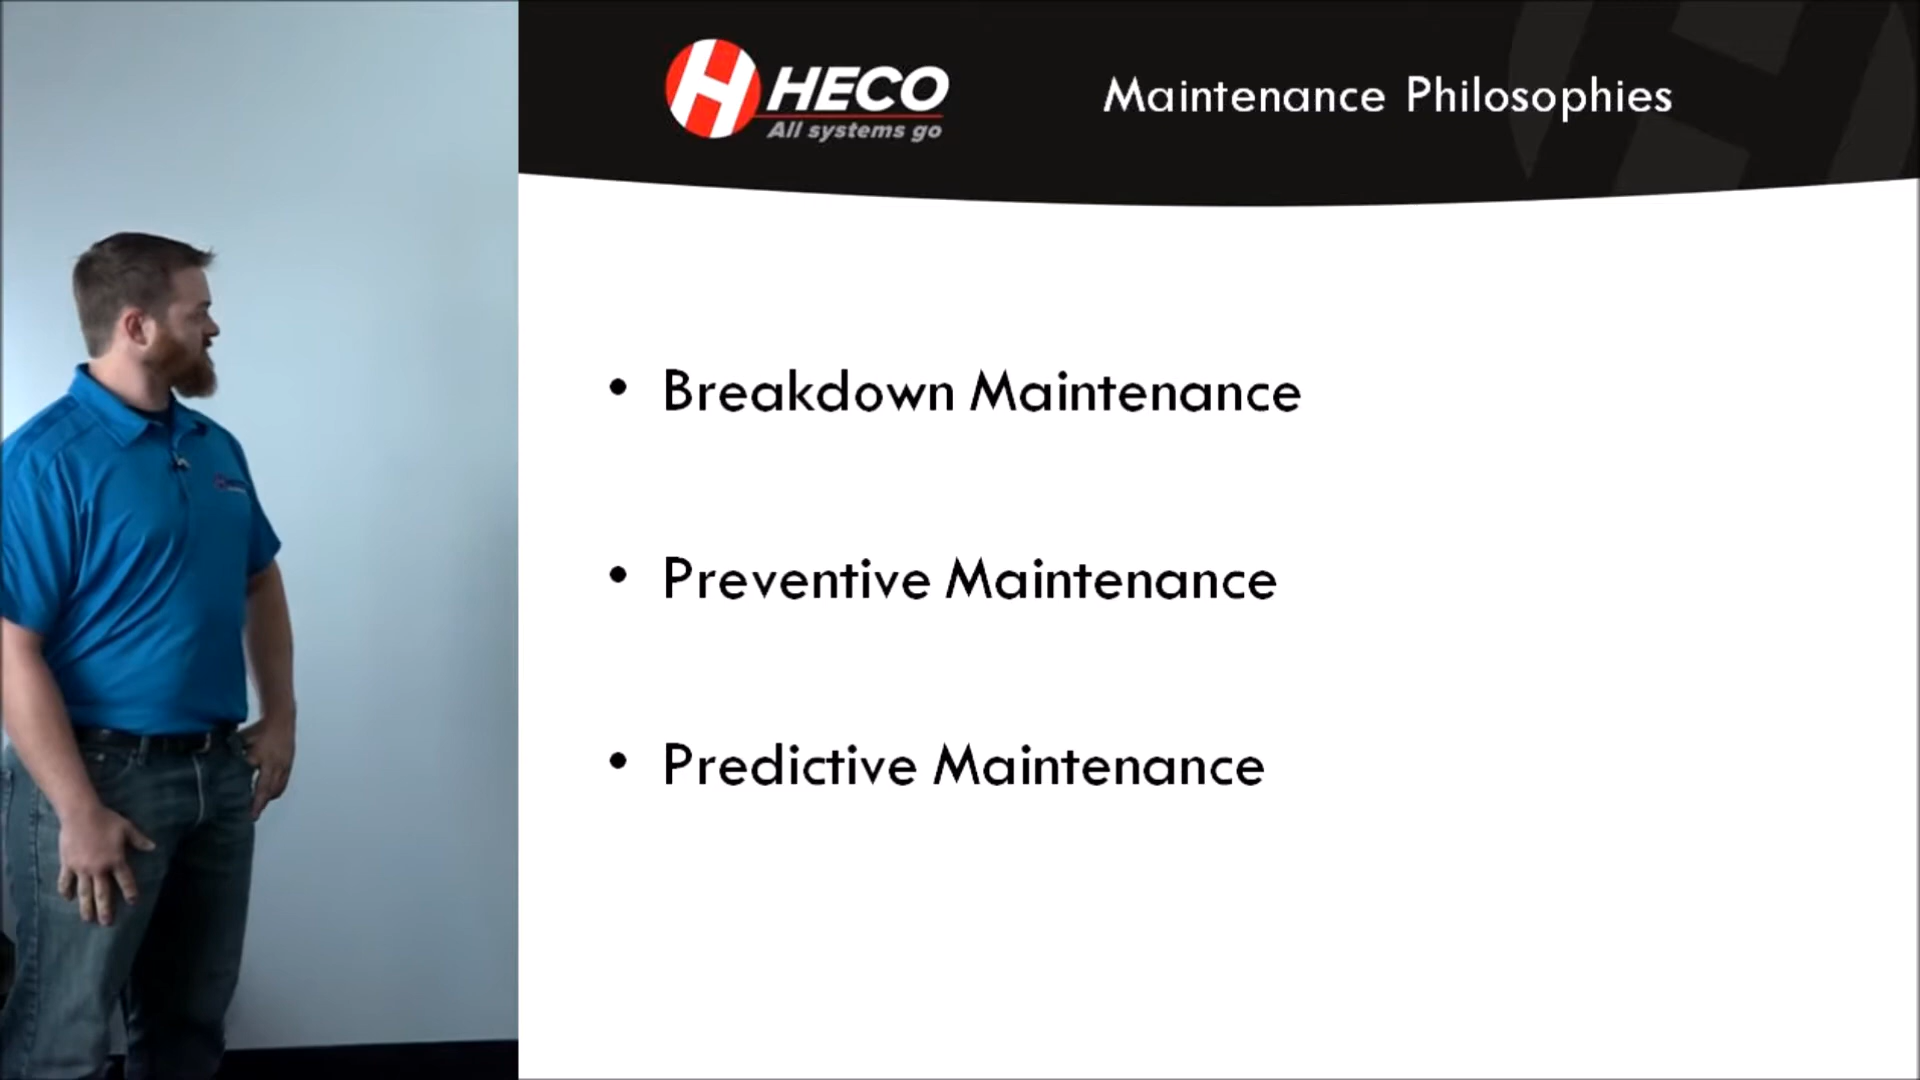 HECO
All systems go
Maintenance Philosophies
• Breakdown Maintenance
• Preventive Maintenance
• Predictive Maintenance